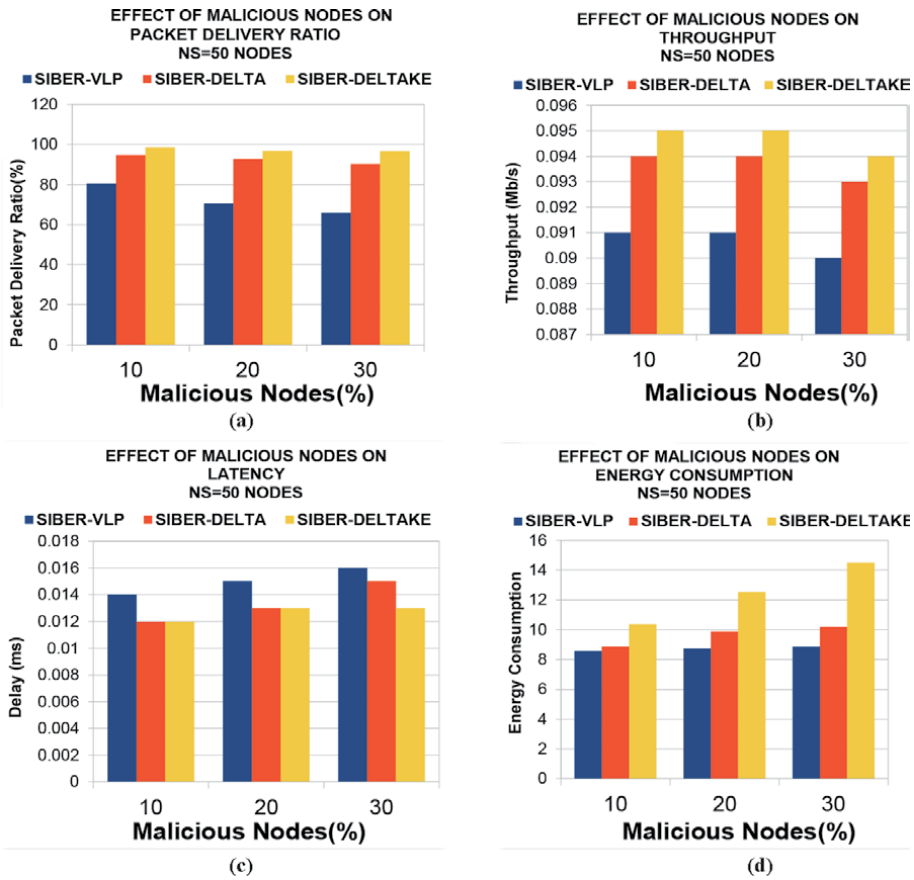 EFFECT OF MALICIOUS NODES ON
PACKET DELIVERY RATIO
NS=50 NODES
SIBER-VLP SIBER-DELTA SIBER-DELTAKE
120
100
80
60
40
20
0
Packet Delivery Ratio(%)
10 20 30
Malicious Nodes(%)
(a)
EFFECT OF MALICIOUS NODES ON
THROUGHPUT
NS=50 NODES
SIBER-VLP SIBER-DELTA SIBER-DELTAKE
0.096
0.095
0.094
0.093
0.092
0.091
0.09
0.089
0.088
0.087
Throughput (Mb/s)
10 20 30
Malicious Nodes(%)
(b)
EFFECT OF MALICIOUS NODES ON
LATENCY
NS=50 NODES
SIBER-VLP SIBER-DELTA SIBER-DELTAKE
0.018
0.016
0.014
0.012
0.01
0.008
0.006
0.004
0.002
0
Delay (ms)
10 20 30
Malicious Nodes(%)
(c)
EFFECT OF MALICIOUS NODES ON
ENERGY CONSUMPTION
NS=50 NODES
SIBER-VLP SIBER-DELTA SIBER-DELTAKE
16
14
12
10
8
6
4
2
0
Energy Consumption
10 20 30
Malicious Nodes(%)
(d)